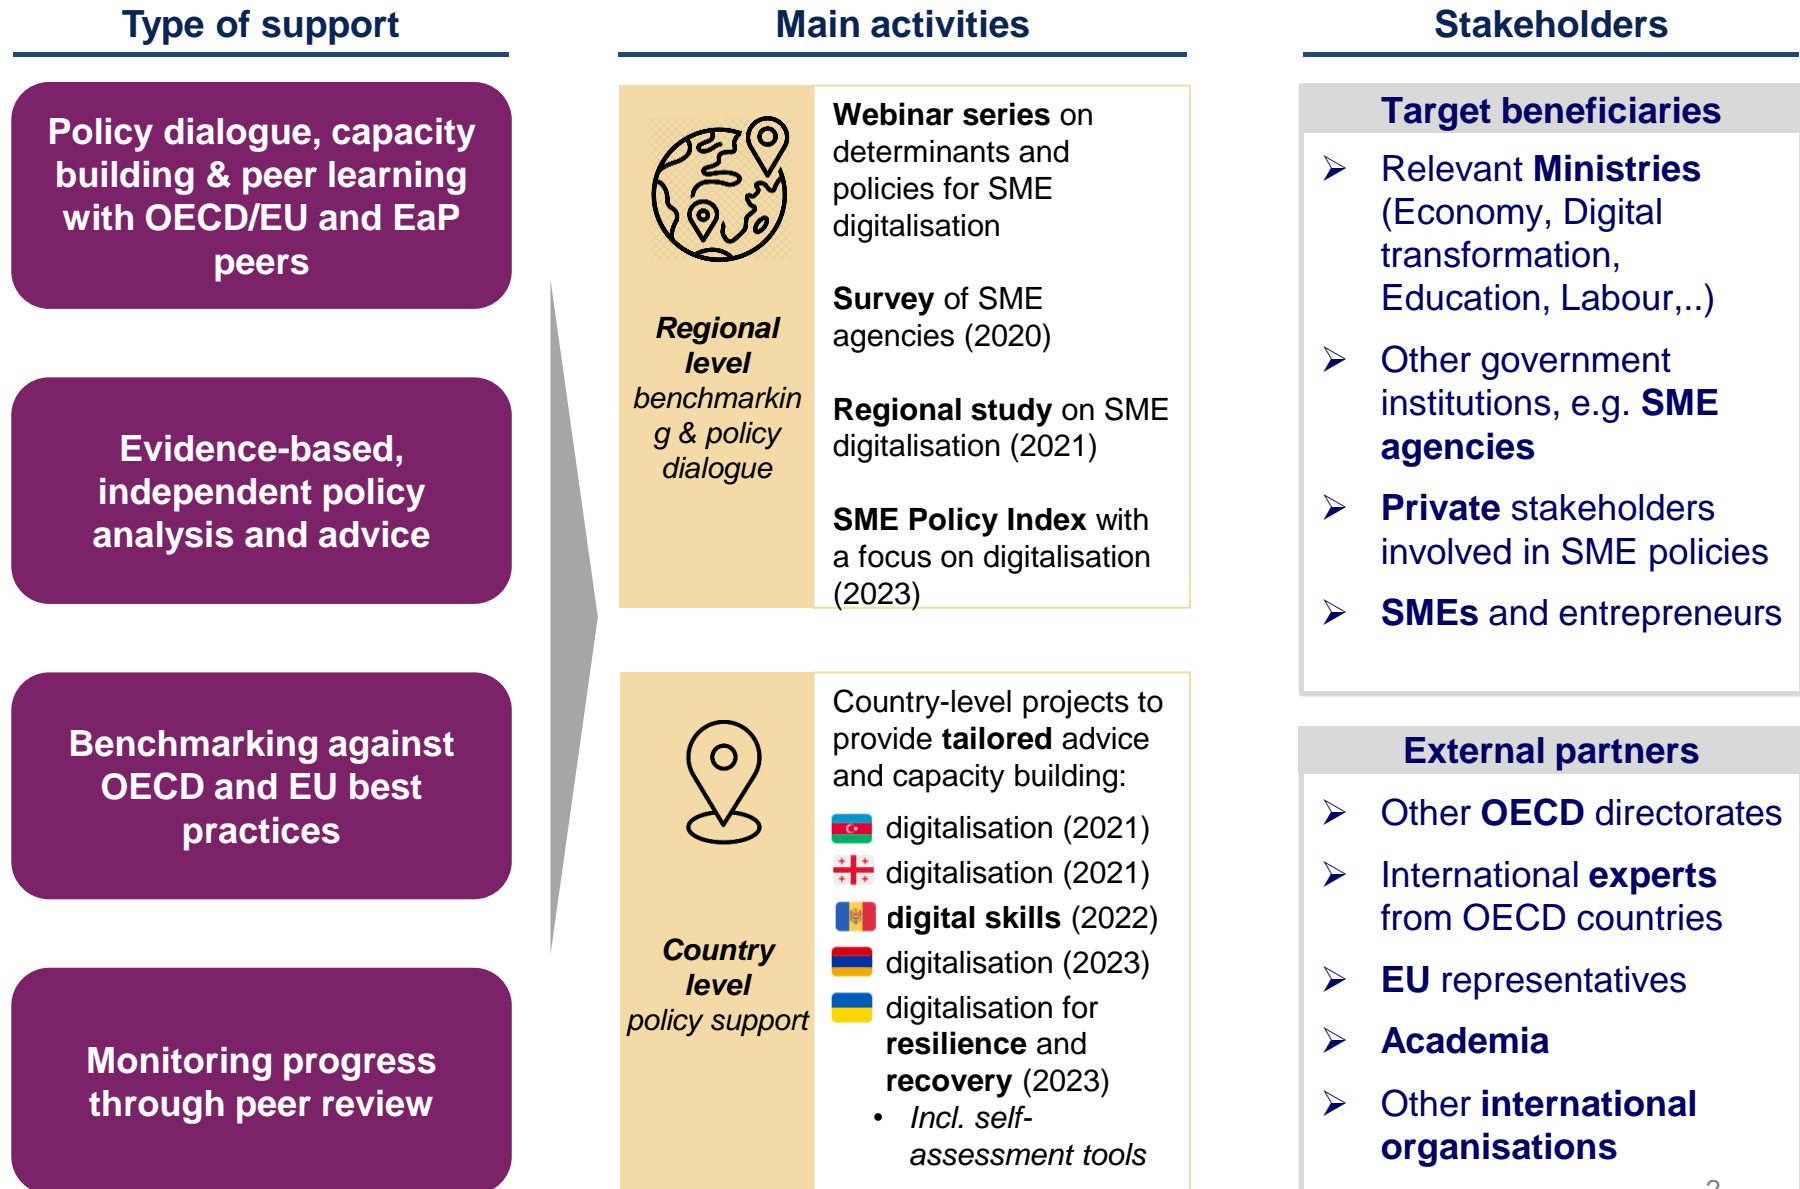 Type of support
Policy dialogue, capacity
building & peer learning
with OECD/EU and EaP
peers
Evidence-based,
independent policy
analysis and advice
Benchmarking against
OECD and EU best
practices
Monitoring progress
through peer review
Main activities
Regional
level
benchmarkin
g & policy
dialogue
Webinar series on
determinants and
policies for SME
digitalisation
Survey of SME
agencies (2020)
Regional study on SME
digitalisation (2021)
SME Policy Index with
a focus on digitalisation
(2023)
Country
level
policy support
Country-level projects to
provide tailored advice
and capacity building:
digitalisation (2021)
digitalisation (2021)
digital skills (2022)
digitalisation (2023)
digitalisation for
resilience and
recovery (2023)
• Incl. self-
assessment tools
Stakeholders
Target beneficiaries
➢ Relevant Ministries
(Economy, Digital
transformation,
Education, Labour,..)
➢ Other government
institutions, e.g. SME
agencies
➢ Private stakeholders
involved in SME policies
➢ SMEs and entrepreneurs
External partners
➢ Other OECD directorates
➢ International experts
from OECD countries
➢ EU representatives
➢ Academia
➢ Other international
organisations